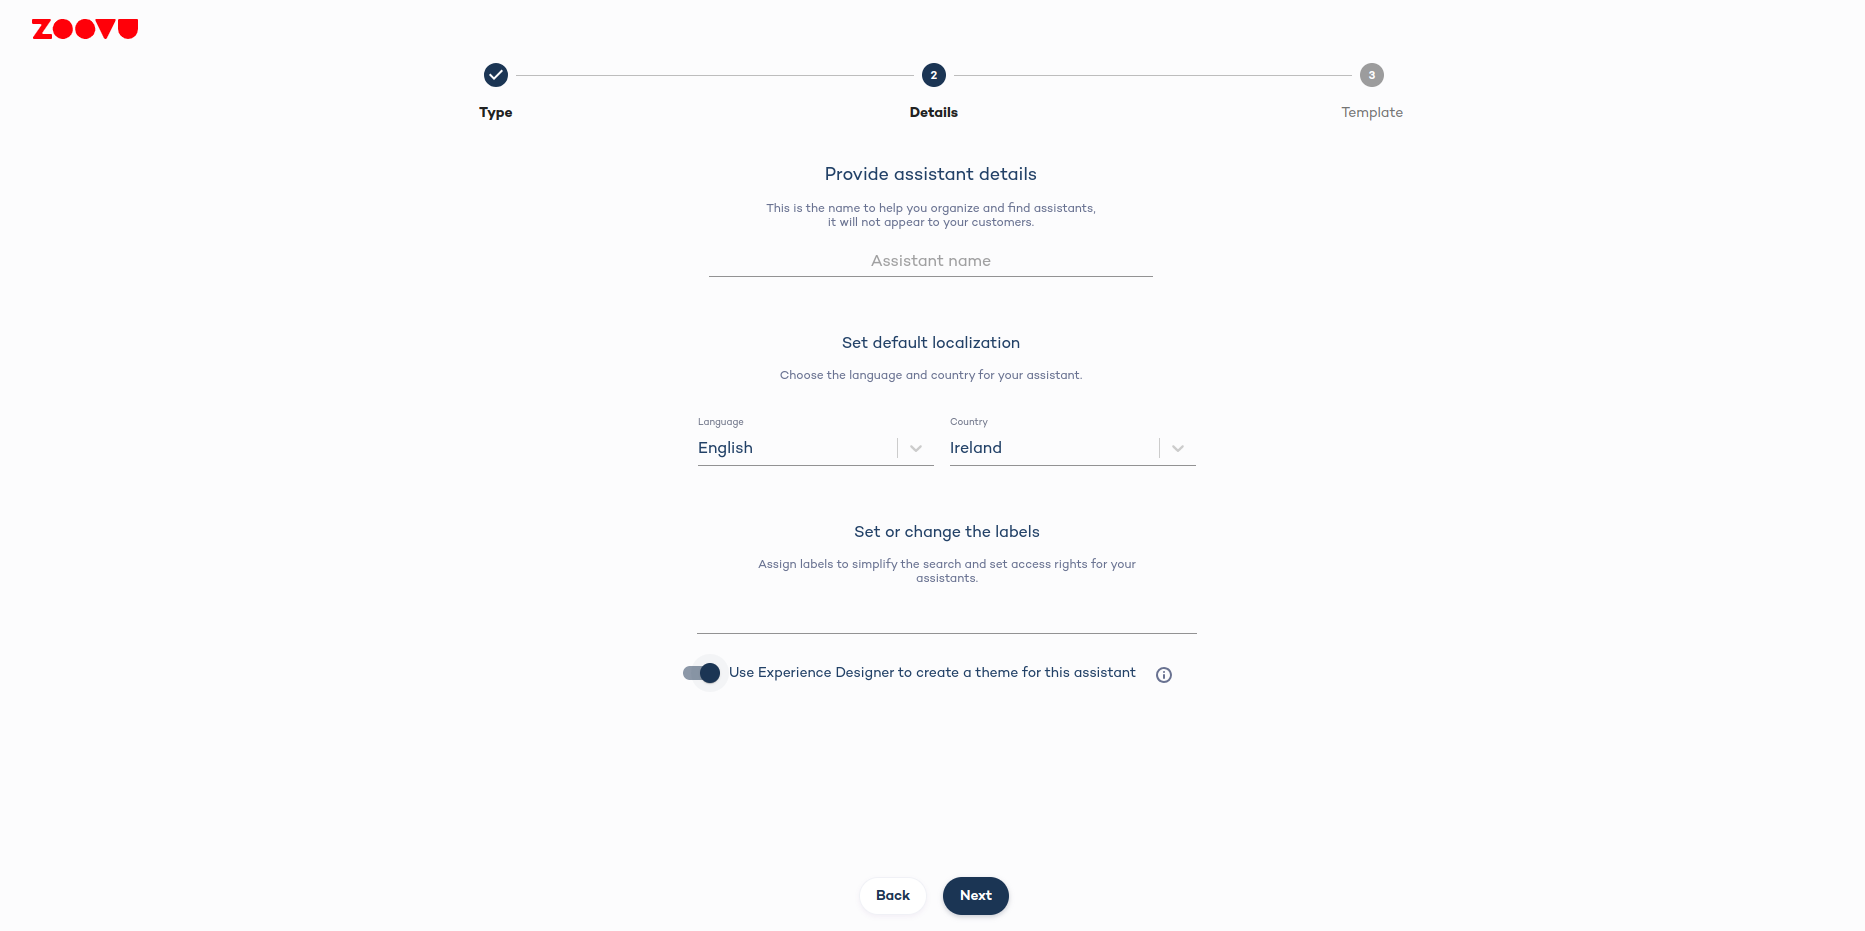 ZOOVU
2
3
Type
Details
Template
Provide assistant details
This is the name to help you organize and find assistants,
it will not appear to your customers.
Assistant name
Set default localization
Choose the language and country for your assistant.
Language
Country
English
Ireland
Set or change the labels
Assign labels to simplify the search and set access rights for your
assistants.
Use Experience Designer to create a theme for this assistant
Back
Next